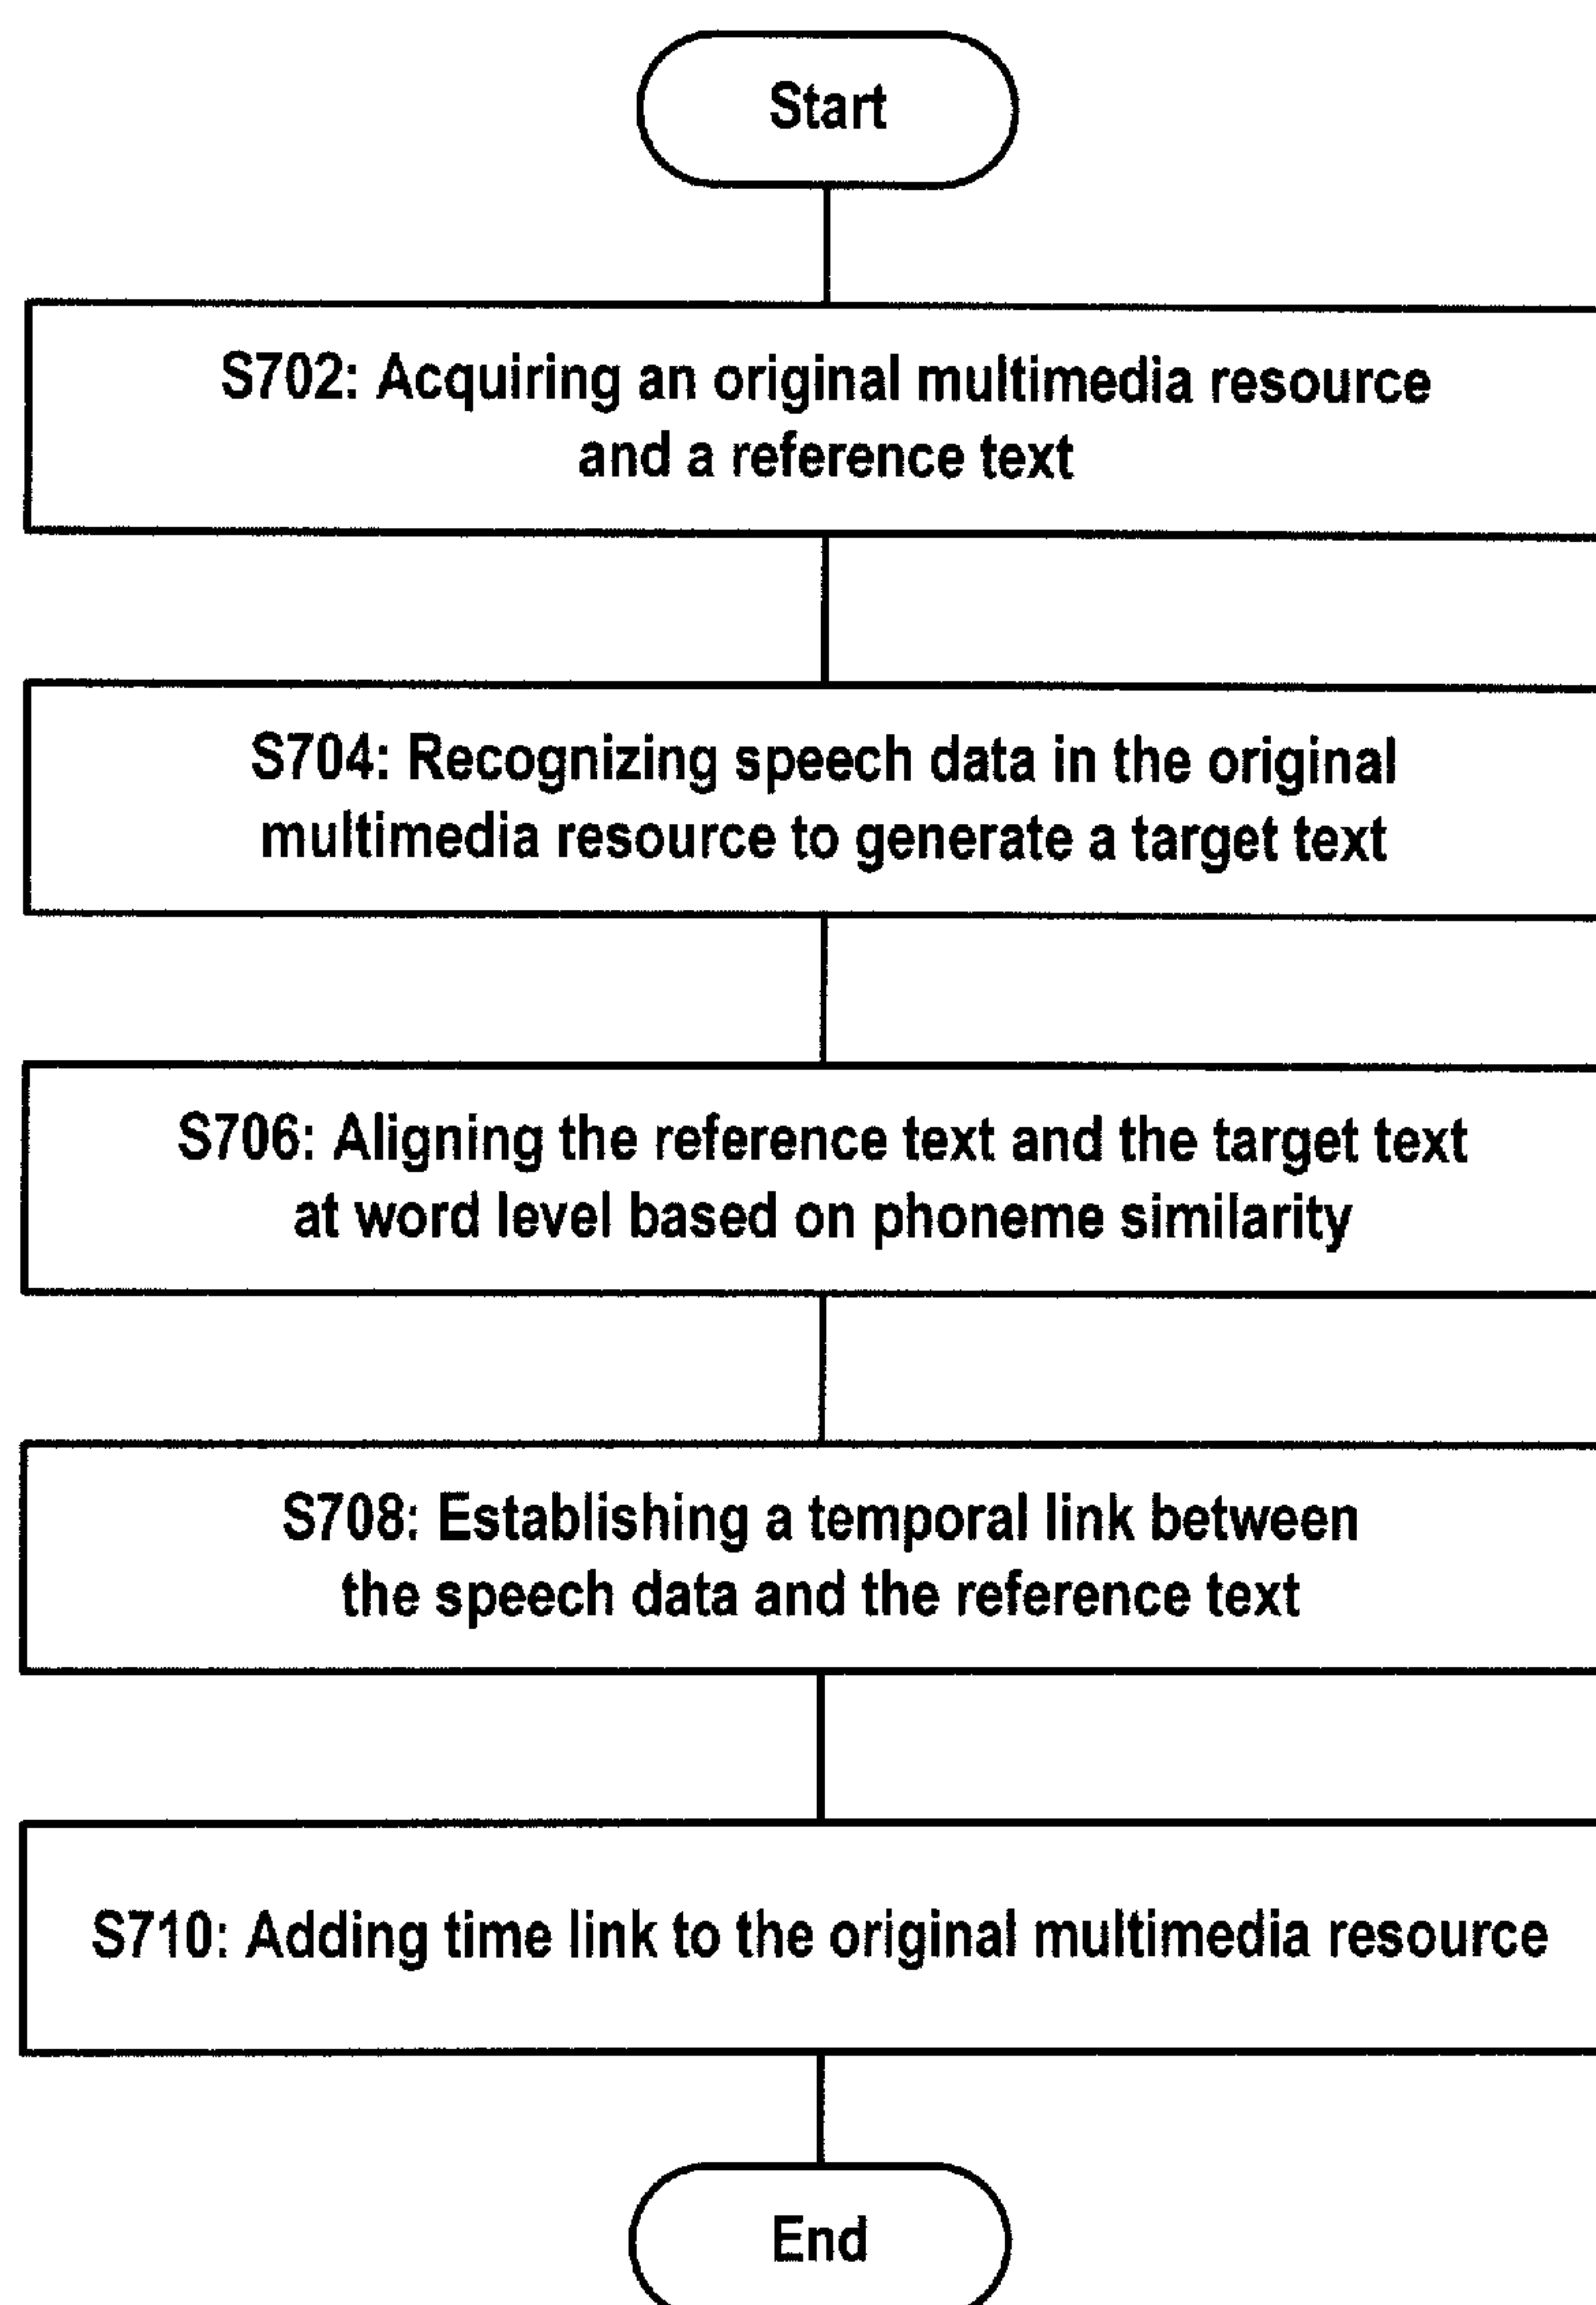 Start
S702: Acquiring an original multimedia resource
and a reference text
S704: Recognizing speech data in the original
multimedia resource to generate a target text
S706: Aligning the reference text and the target text
at word level based on phoneme similarity
S708: Establishing a temporal link between
the speech data and the reference text
S710: Adding time link to the original multimedia resource
End